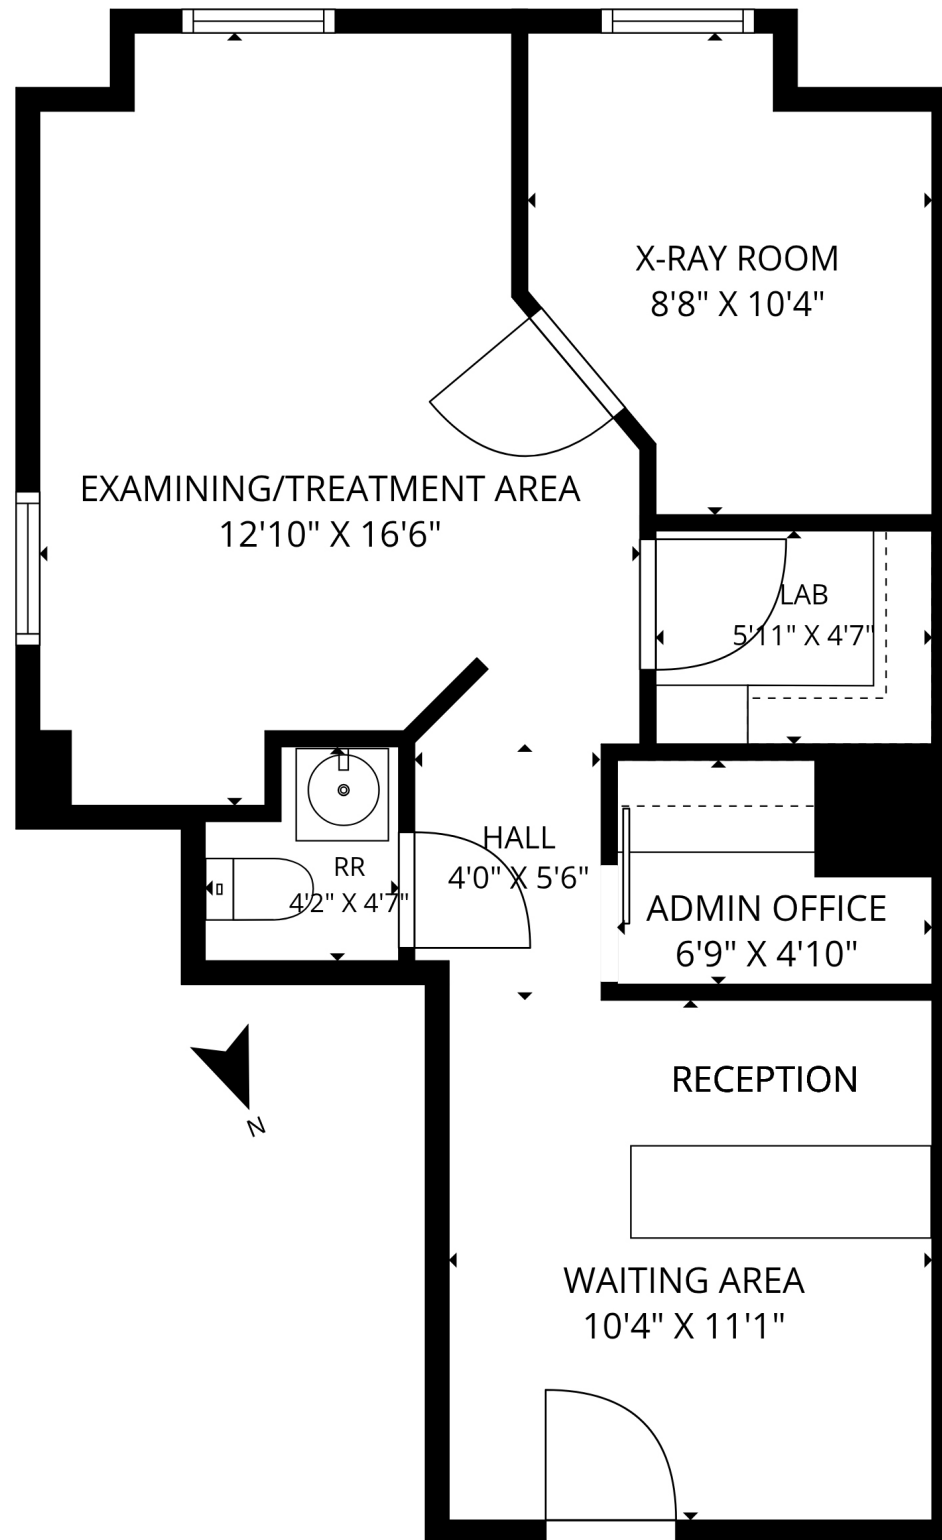 X-RAY ROOM
8'8" X 10'4"
EXAMINING/TREATMENT AREA
12'10" X 16'6"
LAB
5'11" X 4'7"
HALL
4'0" X 5'6"
RR
4'2" X 4'7"
ADMIN OFFICE
6'9" X 4'10"
N
RECEPTION
WAITING AREA
10'4" X 11'1"